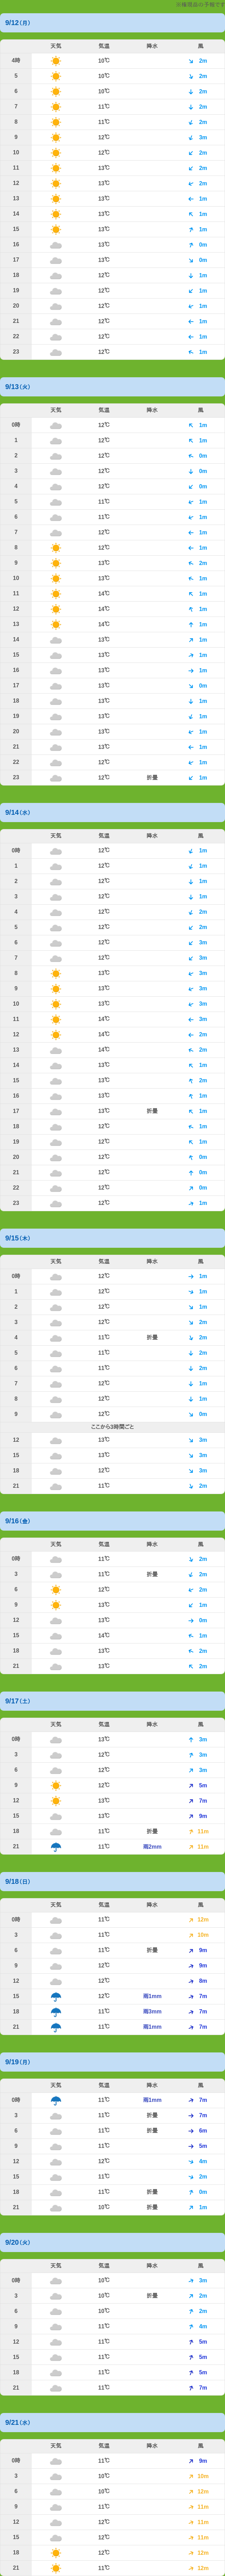 ※権現岳の予報です
9/12(月)
天気 気温 降水 風
4時 10℃ 2m
5 10℃ 2m
6 10℃ 2m
7 11℃ 2m
8 11℃ 2m
9 12℃ 3m
10 12℃ 2m
11 13℃ 2m
12 13℃ 2m
13 13℃ 1m
14 13℃ 1m
15 13℃ 1m
16 13℃ 0m
17 13℃ 0m
18 12℃ 1m
19 12℃ 1m
20 12℃ 1m
21 12℃ 1m
22 12℃ 1m
23 12℃ 1m
9/13(火)
天気 気温 降水 風
0時 12℃ 1m
1 12℃ 1m
2 12℃ 0m
3 12℃ 0m
4 12℃ 0m
5 11℃ 1m
6 11℃ 1m
7 12℃ 1m
8 12℃ 1m
9 13℃ 2m
10 13℃ 1m
11 14℃ 1m
12 14℃ 1m
13 14℃ 1m
14 13℃ 1m
15 13℃ 1m
16 13℃ 1m
17 13℃ 0m
18 13℃ 1m
19 13℃ 1m
20 13℃ 1m
21 12℃ 1m
22 12℃ 1m
23 12℃ 折畳 1m
9/14(水)
天気 気温 降水 風
0時 12℃ 1m
1 12℃ 1m
2 12℃ 1m
3 12℃ 1m
4 12℃ 2m
5 12℃ 2m
6 12℃ 3m
7 12℃ 3m
8 13℃ 3m
9 13℃ 3m
10 13℃ 3m
11 14℃ 3m
12 14℃ 2m
13 14℃ 2m
14 13℃ 1m
15 13℃ 2m
16 13℃ 1m
17 13℃ 折畳 1m
18 12℃ 1m
19 12℃ 1m
20 12℃ 0m
21 12℃ 0m
22 12℃ 0m
23 12℃ 1m
9/15(木)
天気 気温 降水 風
0時 12℃ 1m
1 12℃ 1m
2 12℃ 1m
3 12℃ 2m
4 11℃ 折畳 2m
5 11℃ 2m
6 11℃ 2m
7 12℃ 1m
8 12℃ 1m
9 12℃ 0m
ここから3時間ごと
12 13℃ 3m
15 13℃ 3m
18 12℃ 3m
21 11℃ 2m
9/16(金)
天気 気温 降水 風
0時 11℃ 2m
3 11℃ 折畳 2m
6 12℃ 2m
9 13℃ 1m
12 13℃ 0m
15 14℃ 1m
18 13℃ 2m
21 13℃ 2m
9/17(土)
天気 気温 降水 風
0時 13℃ 3m
3 12℃ 3m
6 12℃ 3m
9 12℃ 5m
12 13℃ 7m
15 13℃ 9m
18 11℃ 折畳 11m
21 11℃ 雨2mm 11m
9/18(日)
天気 気温 降水 風
0時 11℃ 12m
3 11℃ 10m
6 11℃ 折畳 9m
9 12℃ 9m
12 12℃ 8m
15 12℃ 雨1mm 7m
18 11℃ 雨3mm 7m
21 11℃ 雨1mm 7m
9/19(月)
天気 気温 降水 風
0時 11℃ 雨1mm 7m
3 11℃ 折畳 7m
6 11℃ 折畳 6m
9 11℃ 5m
12 12℃ 4m
15 11℃ 2m
18 11℃ 折畳 0m
21 10℃ 折畳 1m
9/20(火)
天気 気温 降水 風
0時 10℃ 3m
3 10℃ 折畳 2m
6 10℃ 2m
9 11℃ 4m
12 11℃ 5m
15 11℃ 5m
18 11℃ 5m
21 11℃ 7m
9/21(水)
天気 気温 降水 風
0時 11℃ 9m
3 10℃ 10m
6 10℃ 12m
9 11℃ 11m
12 12℃ 11m
15 12℃ 11m
18 12℃ 12m
21 11℃ 12m